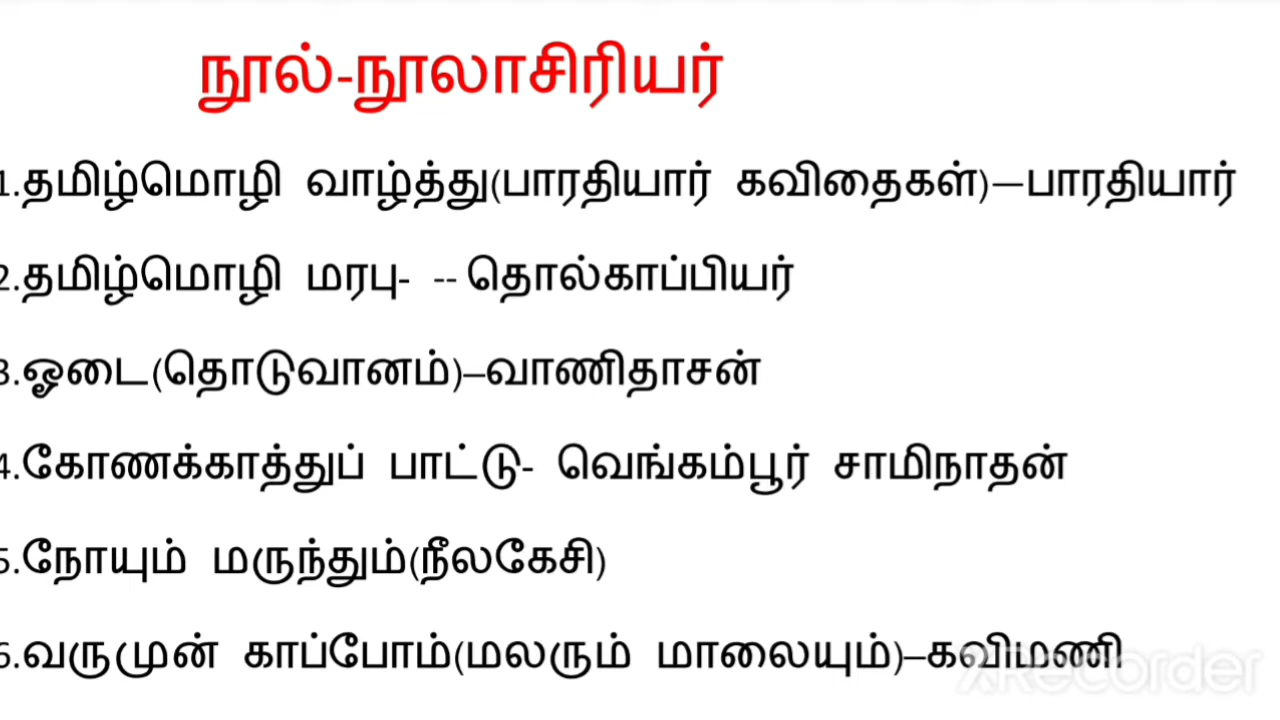 நூல்-நூலாசிரியர்
1.தமிழ்மொழி வாழ்த்து(பாரதியார் கவிதைகள்)–பாரதியார்
2.தமிழ்மொழி மரபு- --தொல்காப்பியர்
3.ஓடை(தொடுவானம்)–வாணிதாசன்
4.கோணக்காத்துப் பாட்டு- வெங்கம்பூர் சாமிநாதன்
5.நோயும் மருந்தும்(நீலகேசி)
6.வருமுன் காப்போம்(மலரும் மாலையும்)–கவிமணி
XRecorder